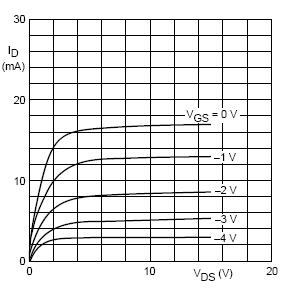 30
I_D
(mA)
20
V_GS = 0 V
–1 V
–2 V
10
–3 V
–4 V
0
0
10
20
V_DS (V)